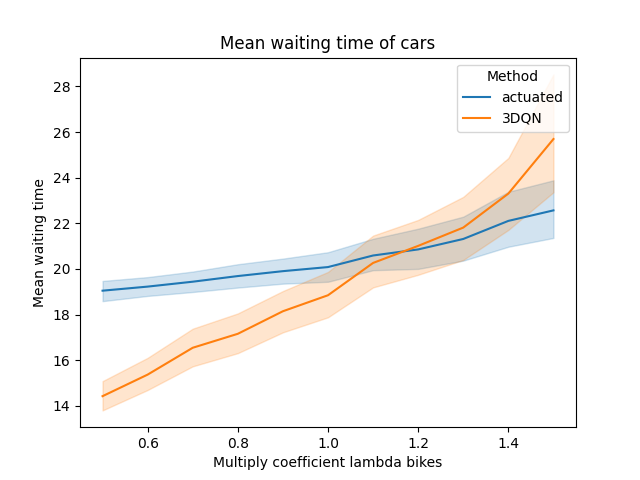 Mean waiting time of cars
Method
actuated
3DQN
Mean waiting time
28
26
24
22
20
18
16
14
0.6
0.8
1.0
1.2
1.4
Multiply coefficient lambda bikes